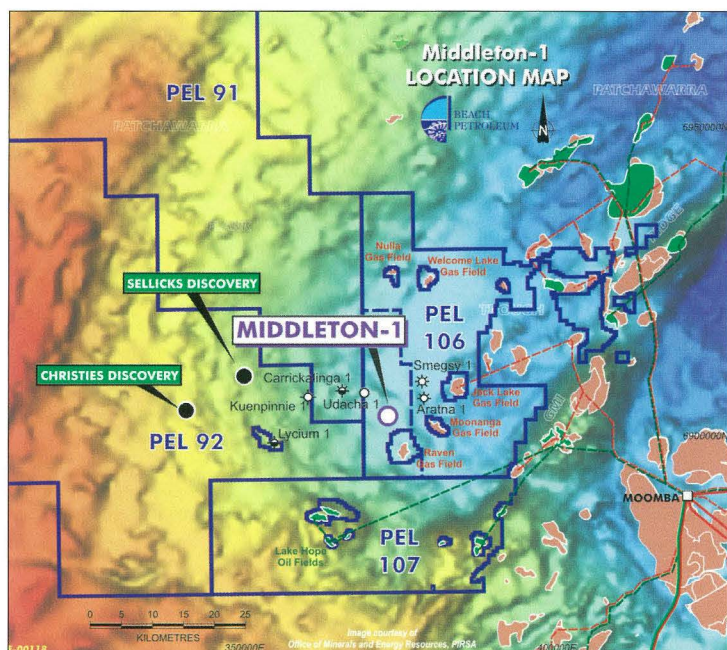 Middleton-1
LOCATION MAP
BEACH
PETROLEUM
N
PEL 91
PATCHAWARRA
PATCHAWARRA
6950000N
Nulla
Gas Field
Welcome Lake
Gas Field
SELLICKS DISCOVERY
MIDDLETON-1
PEL
106
CHRISTIES DISCOVERY
Carrickalinga 1
Smegsy 1
Kuenpinnie 1
Udacha 1
Aratna 1
Gas Field
PEL 92
Lycium 1
Moonanga
Gas Field
Raven
Gas Field
6900000N
MOOMBA
Lake Hope
Oil Fields
PEL
107
0 5 10 15 20 25
KILOMETRES
350000E
400000E
Image courtesy of
Office of Minerals and Energy Resources, PIRSA